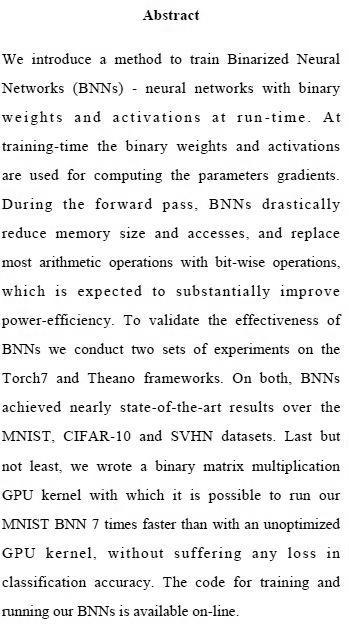 Abstract
We introduce a method to train Binarized Neural
Networks (BNNs) - neural networks with binary
weights and activations at run-time. At
training-time the binary weights and activations
are used for computing the parameters gradients.
During the forward pass, BNNs drastically
reduce memory size and accesses, and replace
most arithmetic operations with bit-wise operations,
which is expected to substantially improve
power-efficiency. To validate the effectiveness of
BNNs we conduct two sets of experiments on the
Torch7 and Theano frameworks. On both, BNNs
achieved nearly state-of-the-art results over the
MNIST, CIFAR-10 and SVHN datasets. Last but
not least, we wrote a binary matrix multiplication
GPU kernel with which it is possible to run our
MNIST BNN 7 times faster than with an unoptimized
GPU kernel, without suffering any loss in
classification accuracy. The code for training and
running our BNNs is available on-line.